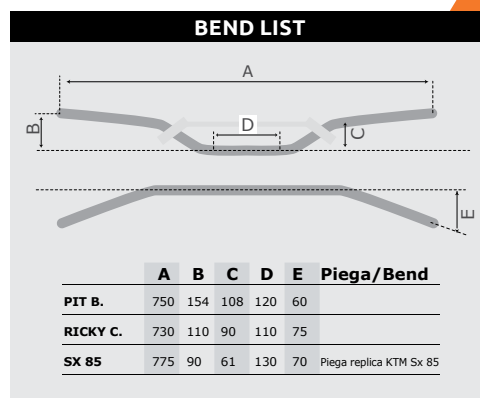 BEND LIST
A
B
D
C
E
A B C D E Piega/Bend
PIT B. 750 154 108 120 60
RICKY C. 730 110 90 110 75
SX 85 775 90 61 130 70 Piega replica KTM Sx 85